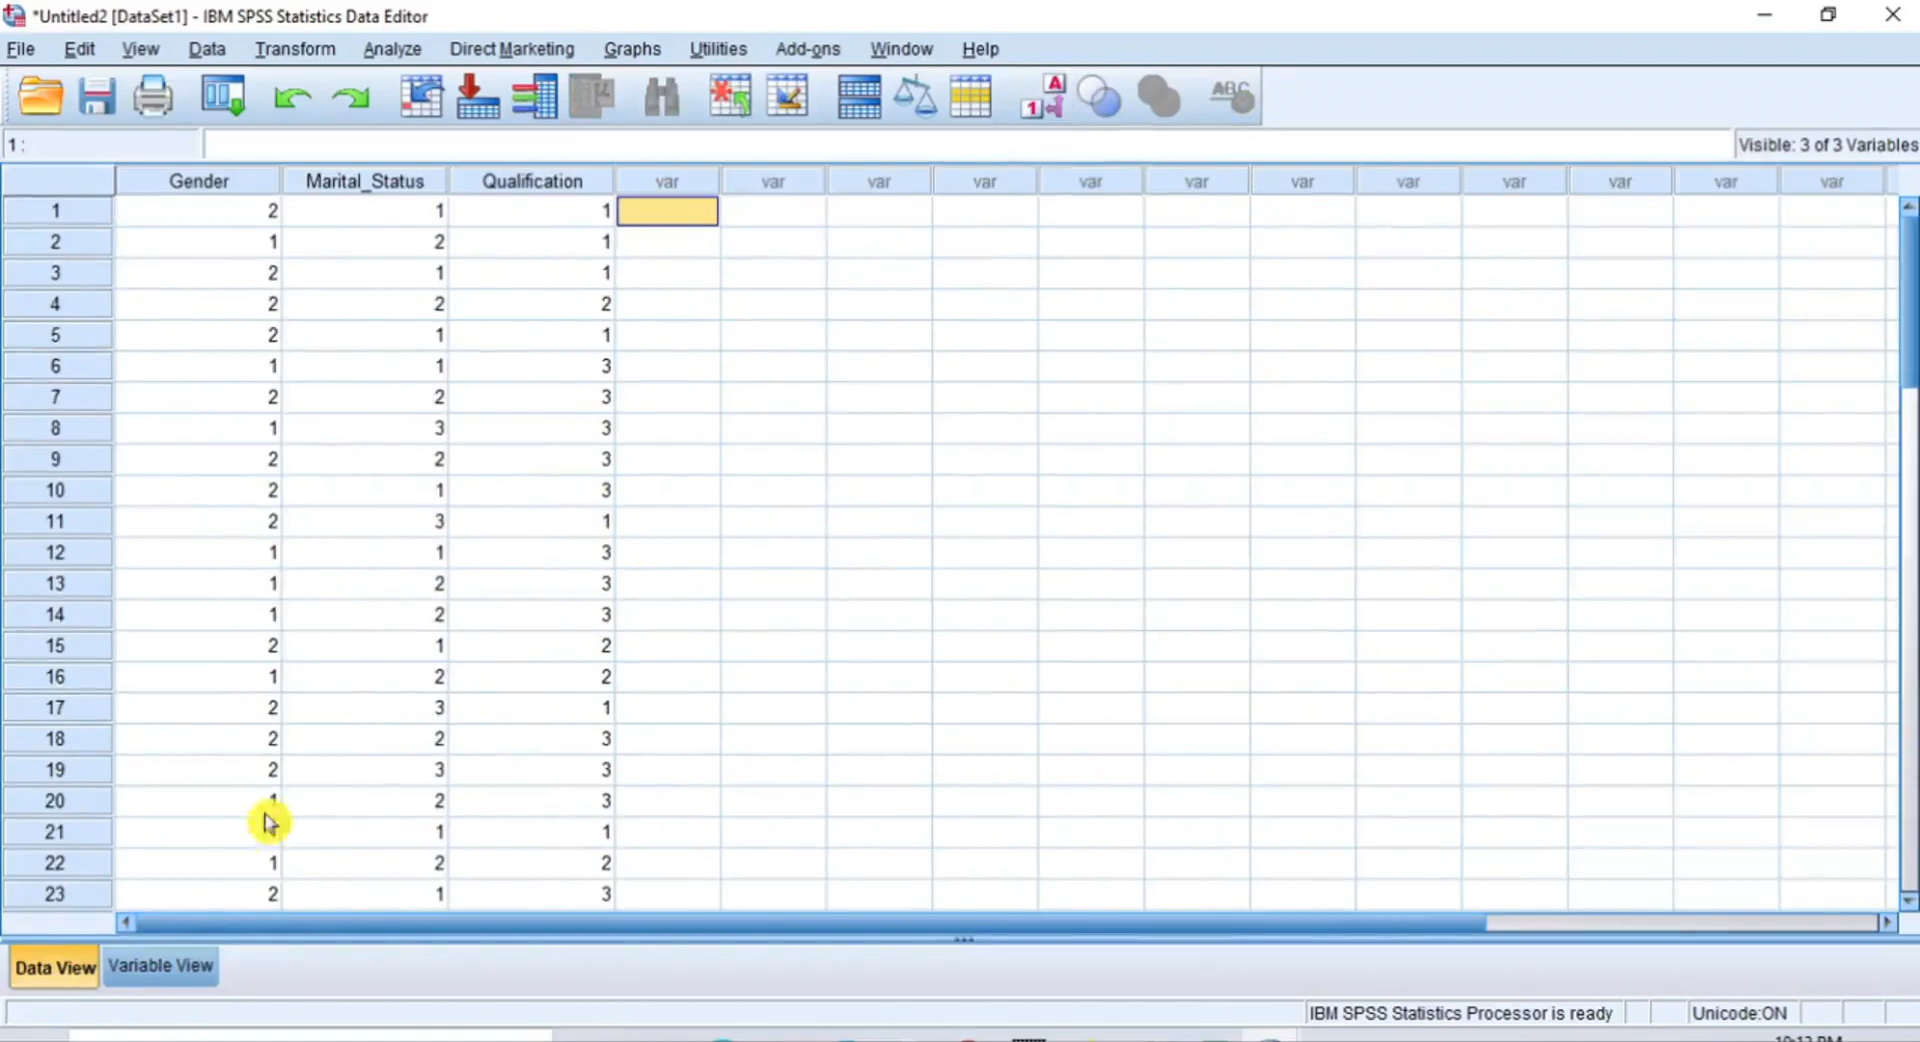 *Untitled2 [DataSet1] - IBM SPSS Statistics Data Editor
File Edit View Data Transform Analyze Direct Marketing Graphs Utilities Add-ons Window Help
A
1
ABC
1 :
Visible: 3 of 3 Variables
Gender Marital_Status Qualification var var var var var var var var var var var var
1 2 1 1
2 1 2 1
3 2 1 1
4 2 2 2
5 2 1 1
6 1 1 3
7 2 2 3
8 1 3 3
9 2 2 3
10 2 1 3
11 2 3 1
12 1 1 3
13 1 2 3
14 1 2 3
15 2 1 2
16 1 2 2
17 2 3 1
18 2 2 3
19 2 3 3
20 1 2 3
21 1 1
22 1 2 2
23 2 1 3
Data View Variable View
IBM SPSS Statistics Processor is ready Unicode:ON